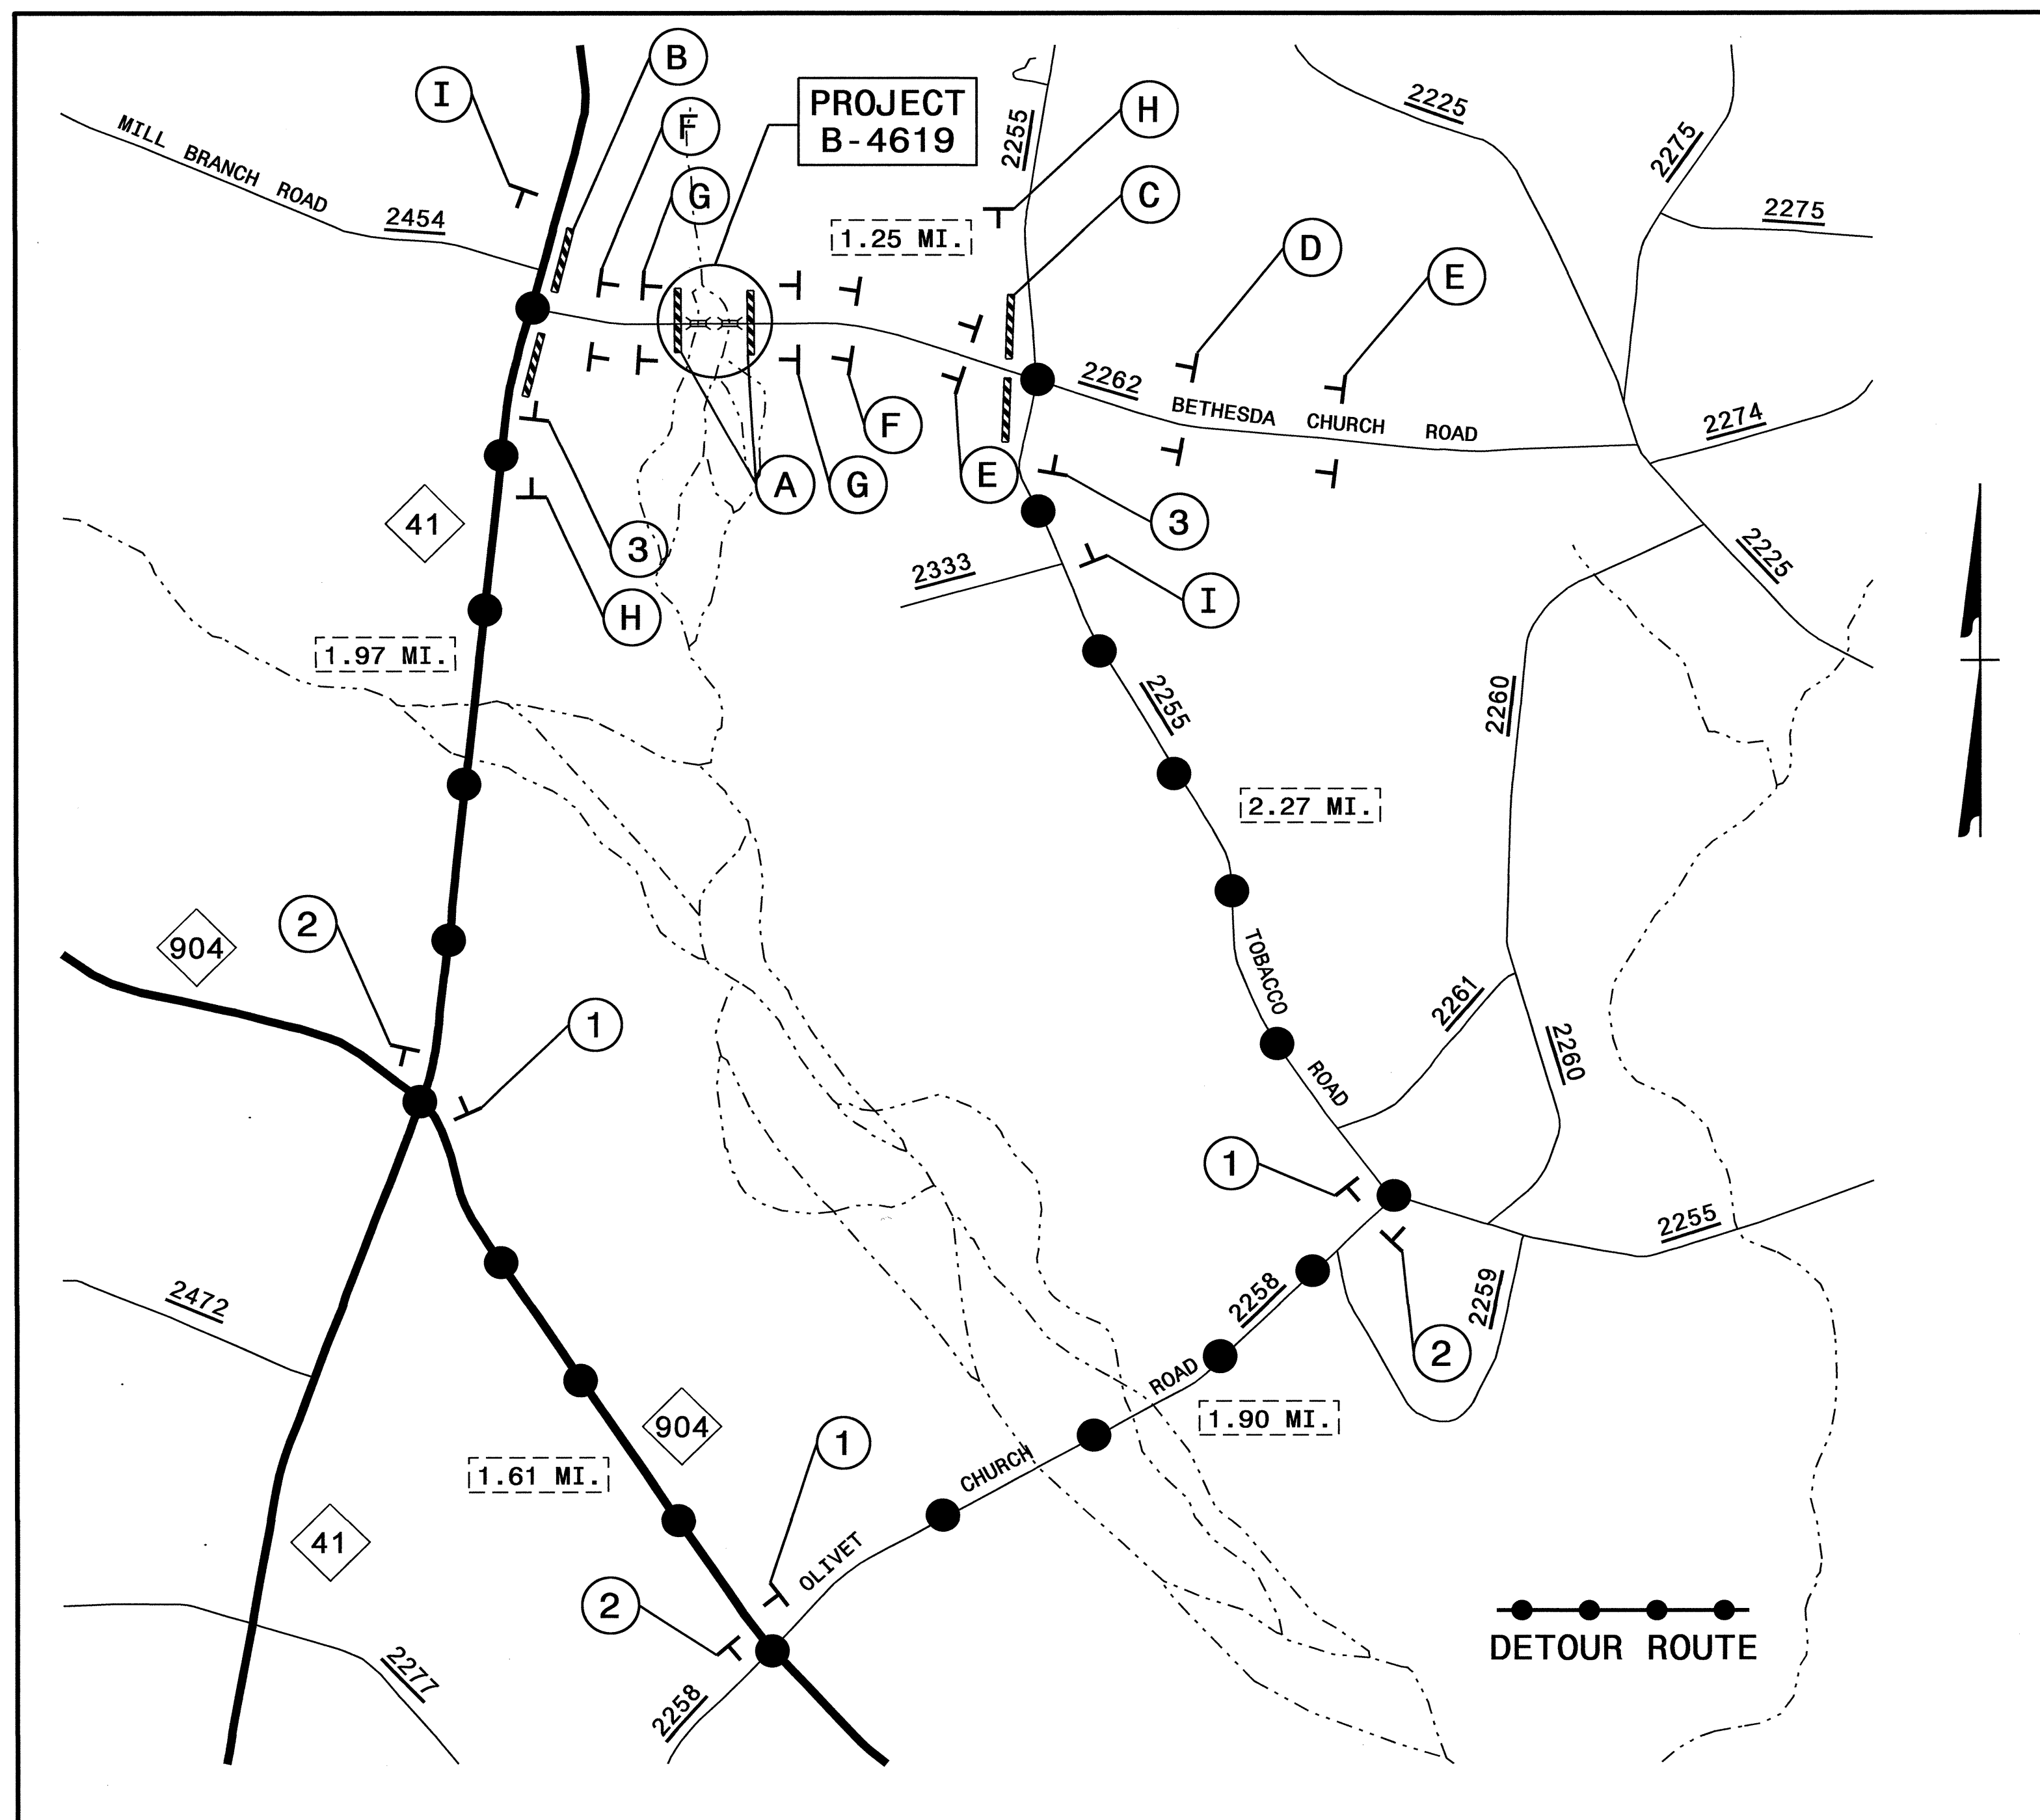 B
I
F
PROJECT
B-4619
H
2255
2225
2275
MILL BRANCH ROAD
G
C
2454
2275
1.25 MI.
D
E
2262
BETHESDA CHURCH ROAD
2274
F
E
A
G
41
3
3
2225
2333
H
I
1.97 MI.
2255
2260
2.27 MI.
2
904
TOBACCO ROAD
2261
1
2260
1
2255
2472
2258
2259
2
1.90 MI.
904
1
1.61 MI.
OLIVET CHURCH ROAD
41
2
2277
2258
DETOUR ROUTE